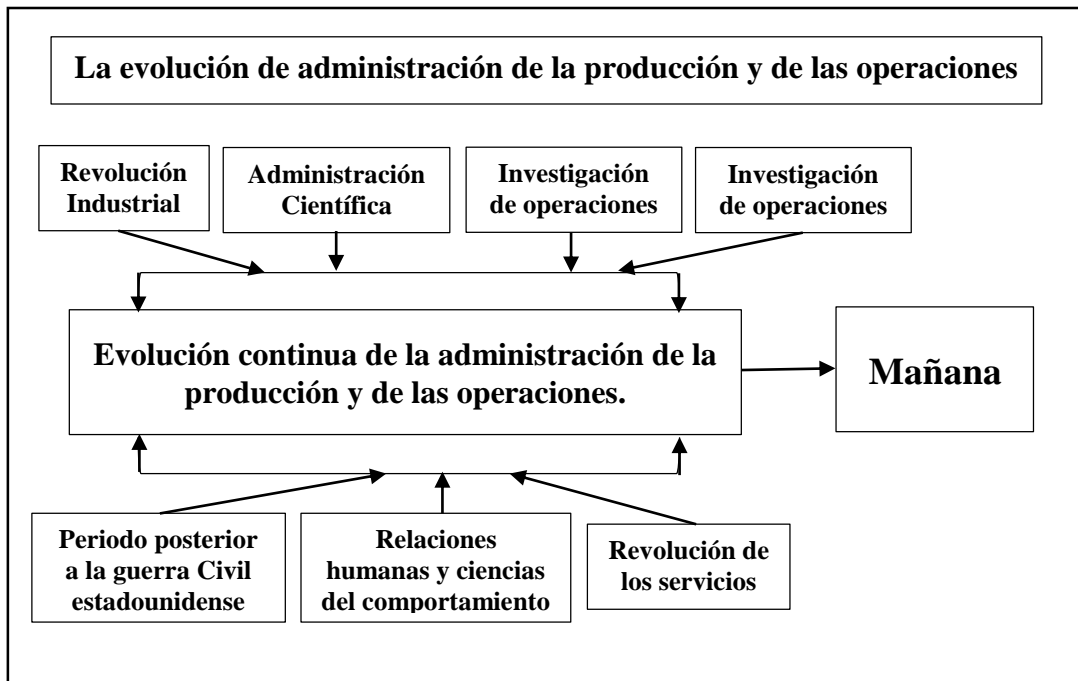 La evolución de administración de la producción y de las operaciones
Revolución
Industrial
Administración
Científica
Investigación
de operaciones
Investigación
de operaciones
Evolución continua de la administración de la
producción y de las operaciones.
Mañana
Periodo posterior
a la guerra Civil
estadounidense
Relaciones
humanas y ciencias
del comportamiento
Revolución de
los servicios